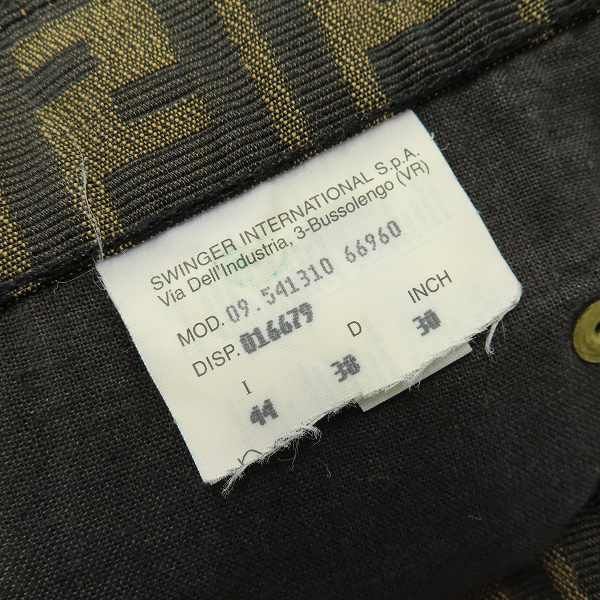 SWINGER INTERNATIONAL S.p.A.
Via Dell'Industria, 3-Bussolengo (VR)
MOD. 09.541310 66960
DISP. 016679
I D INCH
44 38 30